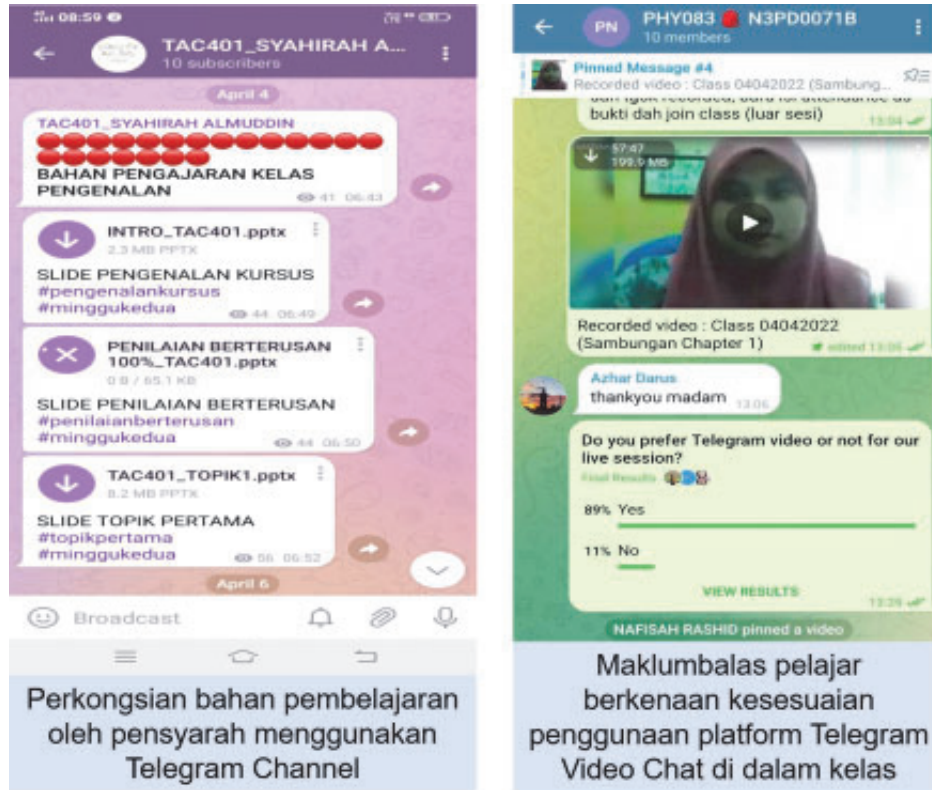 08:59
TAC401_SYAHIRAH A...
10 subscribers
April 4
TAC401_SYAHIRAH ALMUDDIN
BAHAN PENGAJARAN KELAS
PENGENALAN
41 06:43
INTRO_TAC401.pptx
2.3 MB PPTX
SLIDE PENGENALAN KURSUS
#pengenalankursus
#minggukedua
44 06:49
PENILAIAN BERTERUSAN
100%_TAC401.pptx
0 B / 65.1 KB
SLIDE PENILAIAN BERTERUSAN
#penilaianberterusan
#minggukedua
44 06:50
TAC401_TOPIK1.pptx
8.2 MB PPTX
SLIDE TOPIK PERTAMA
#topikpertama
#minggukedua
56 06:52
April 6
Broadcast
Perkongsian bahan pembelajaran
oleh pensyarah menggunakan
Telegram Channel
PN
PHY083 N3PD0071B
10 members
Pinned Message #4
Recorded video : Class 04042022 (Sambung...
bukti dah join class (luar sesi)
13:04
57:47
199.9 MB
Recorded video : Class 04042022
(Sambungan Chapter 1)
edited 13:05
Azhar Darus
thankyou madam
13:06
Do you prefer Telegram video or not for our
live session?
Final Results
89% Yes
11% No
VIEW RESULTS
NAFISAH RASHID pinned a video
Maklumbalas pelajar
berkenaan kesesuaian
penggunaan platform Telegram
Video Chat di dalam kelas